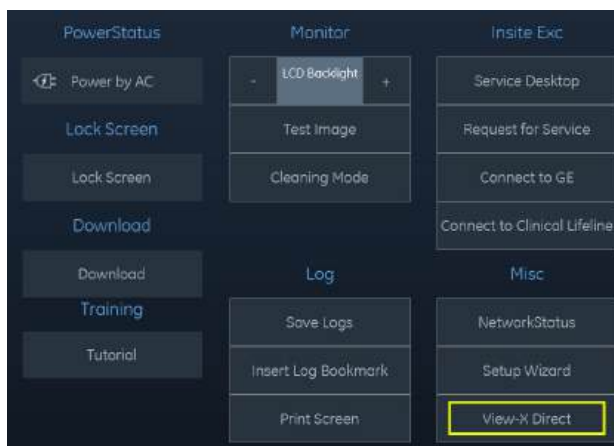 PowerStatus
Power by AC
Lock Screen
Lock Screen
Download
Download
Training
Tutorial
Monitor
- LCD Backlight +
Test Image
Cleaning Mode
Log
Save Logs
Insert Log Bookmark
Print Screen
Insite Exc
Service Desktop
Request for Service
Connect to GE
Connect to Clinical Lifeline
Misc
NetworkStatus
Setup Wizard
View-X Direct